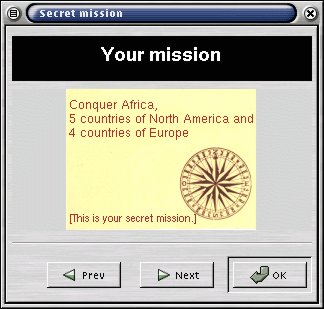 Secret mission
Your mission
Conquer Africa,
5 countries of North America and
4 countries of Europe
[This is your secret mission.]
Prev
Next
OK